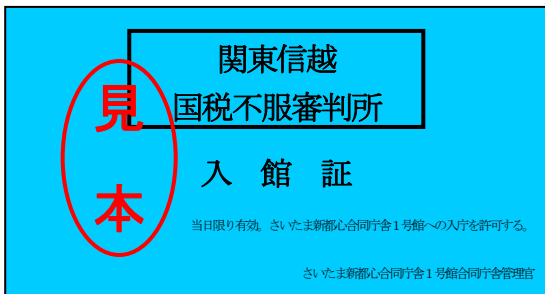 関東信越
国税不服審判所
見本
入館証
当日限り有効。さいたま新都心合同庁舎１号館への入庁を許可する。
さいたま新都心合同庁舎１号館合同庁舎管理官